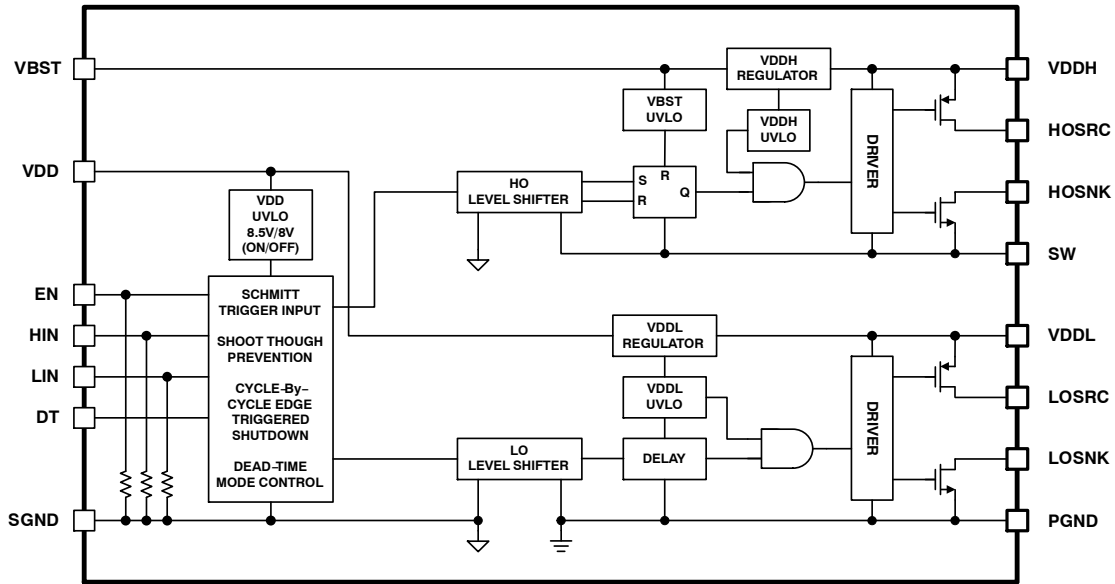 VBST
VDD
EN
HIN
LIN
DT
SGND
VDD
UVLO
8.5V/8V
(ON/OFF)
SCHMITT
TRIGGER INPUT
SHOOT THOUGH
PREVENTION
CYCLE-By-
CYCLE EDGE
TRIGGERED
SHUTDOWN
DEAD-TIME
MODE CONTROL
HO
LEVEL SHIFTER
VBST
UVLO
S R
R
Q
VDDH
REGULATOR
VDDH
UVLO
DRIVER
LO
LEVEL SHIFTER
VDDL
REGULATOR
VDDL
UVLO
DELAY
DRIVER
VDDH
HOSRC
HOSNK
SW
VDDL
LOSRC
LOSNK
PGND